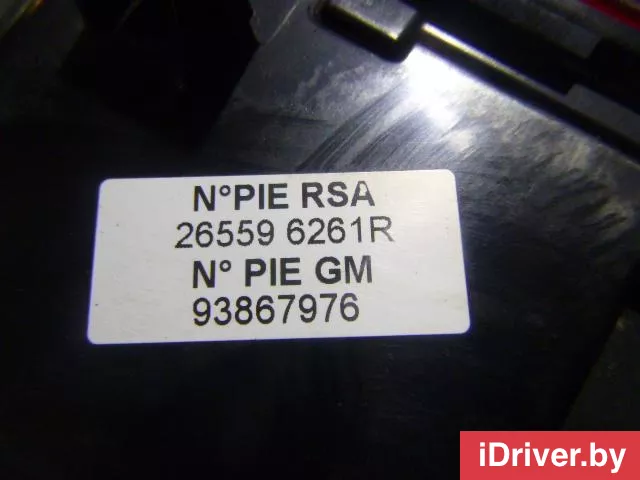 N°PIE RSA
26559 6261R
N° PIE GM
93867976
iDriver.by